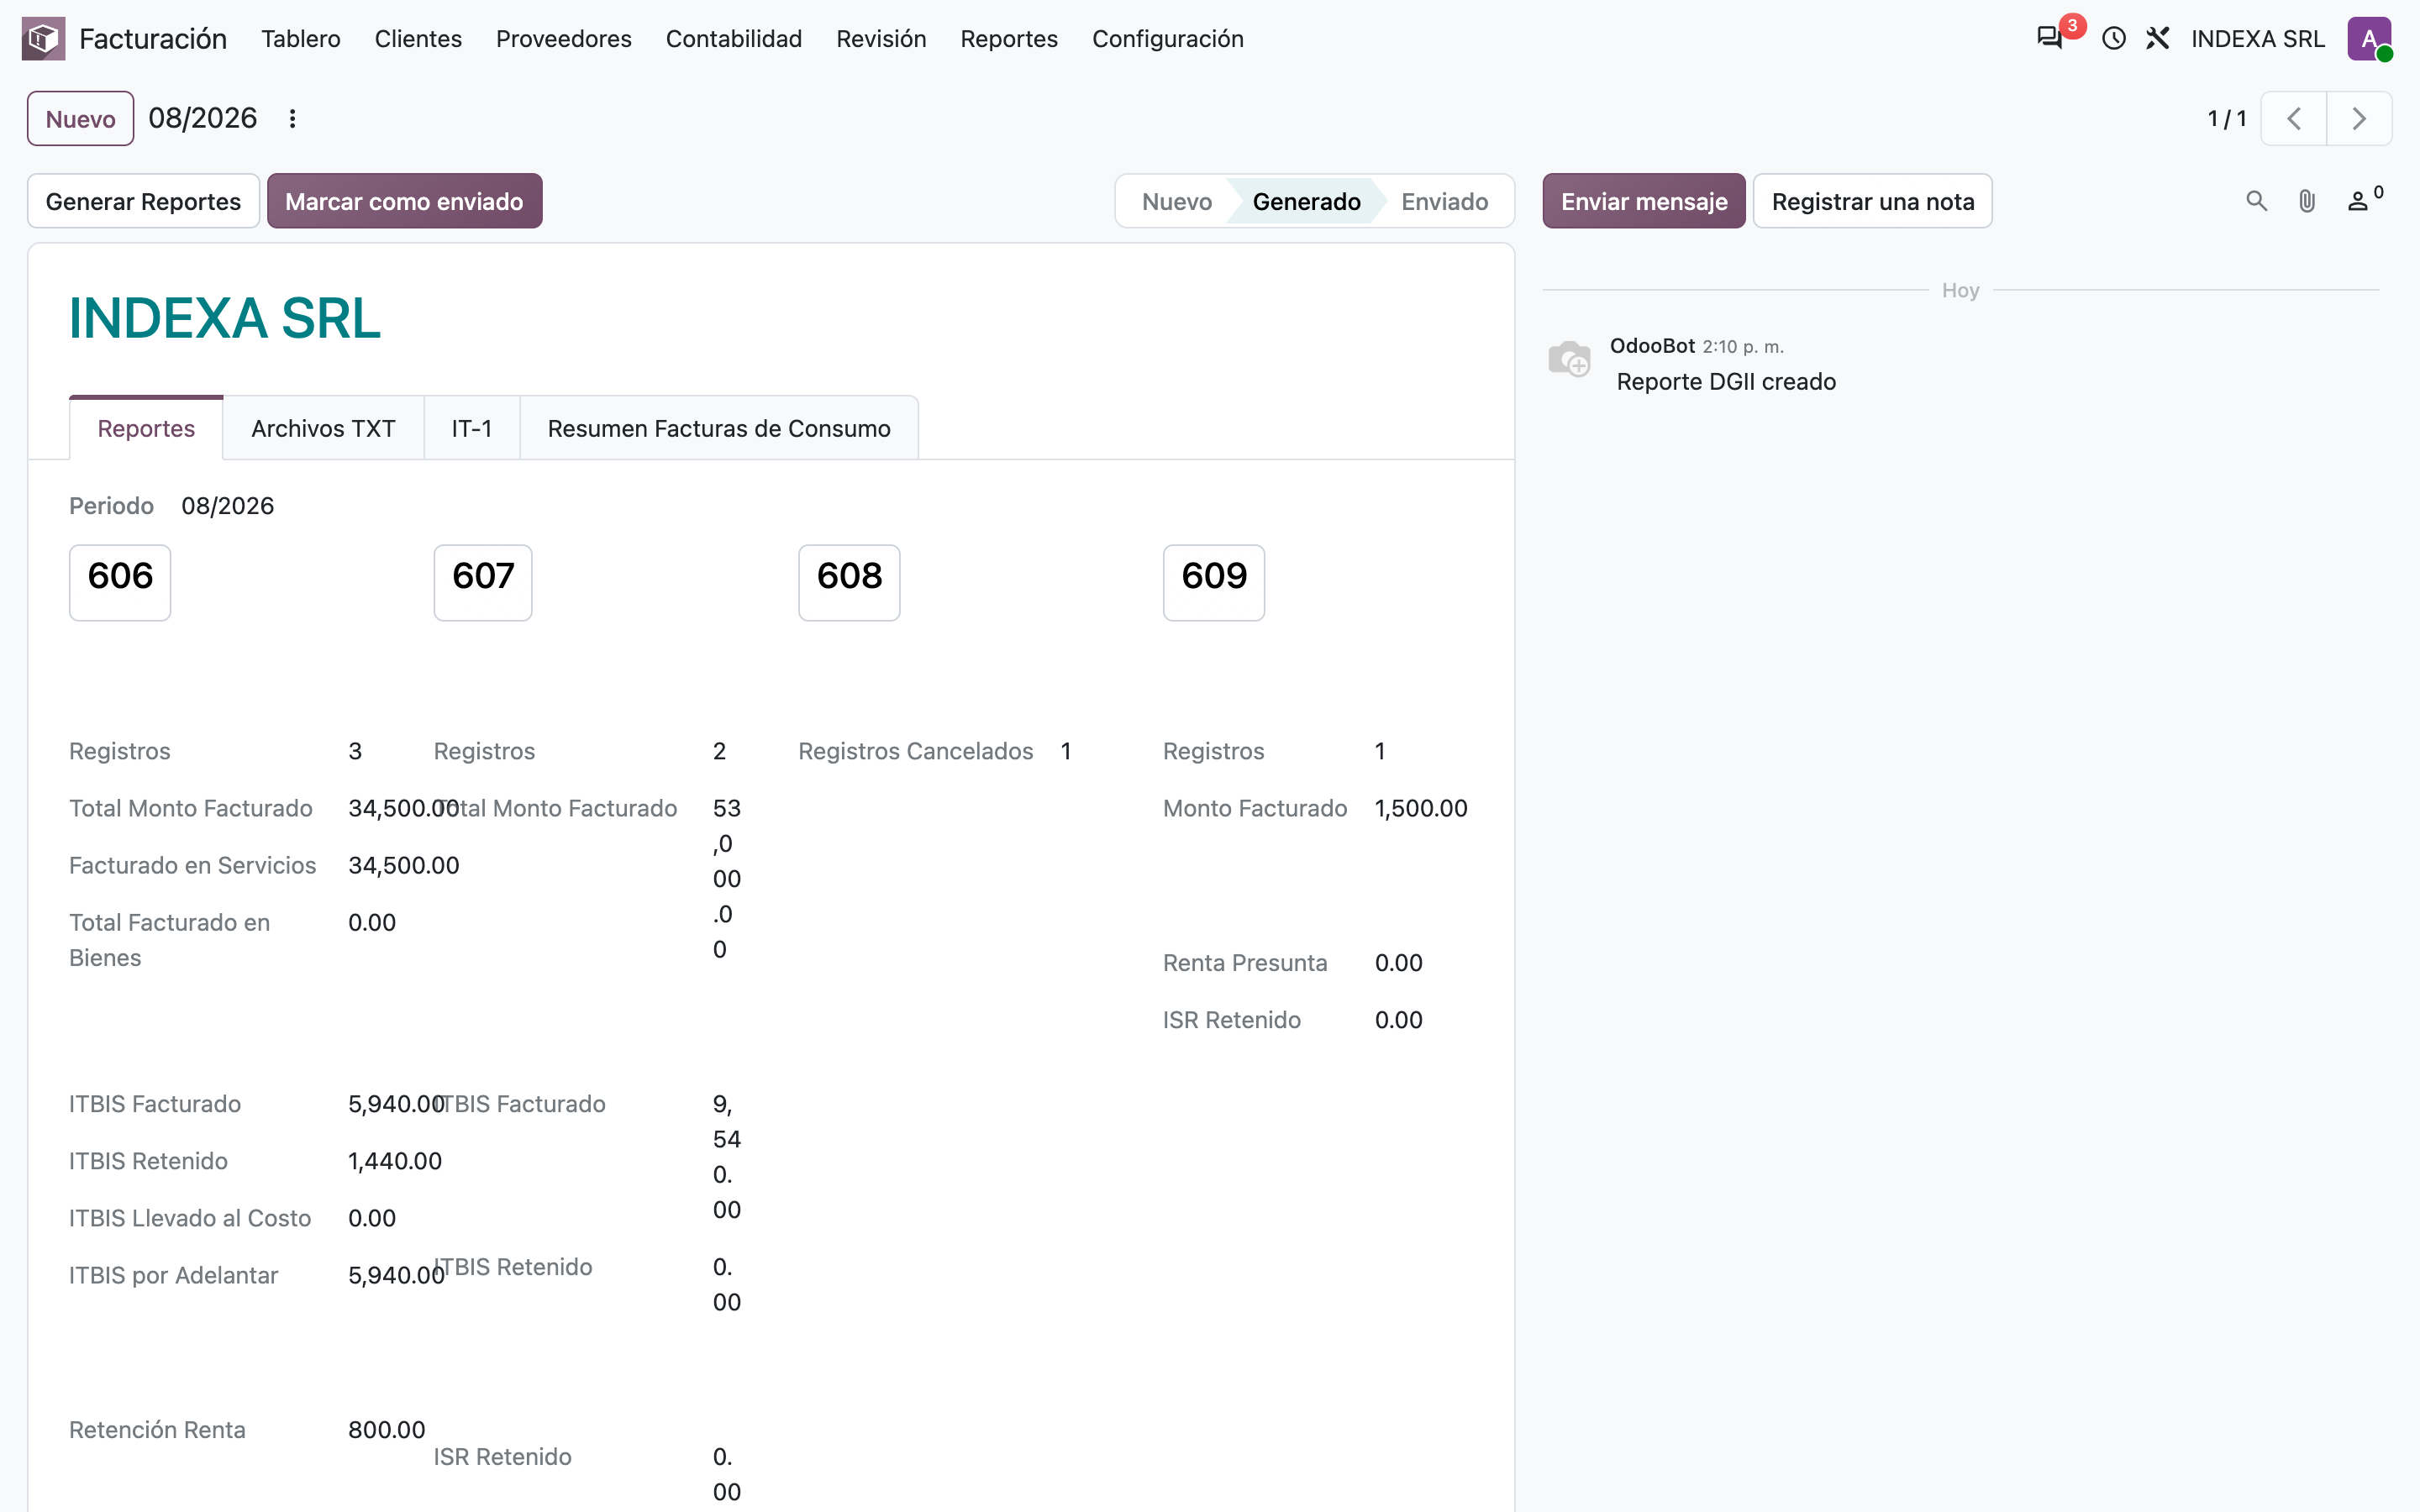 Facturación Tablero Clientes Proveedores Contabilidad Revisión Reportes Configuración 3 INDEXA SRL A
Nuevo 08/2026 1 / 1
Generar Reportes Marcar como enviado Nuevo Generado Enviado Enviar mensaje Registrar una nota 0
INDEXA SRL
Hoy
OdooBot 2:10 p. m.
Reporte DGII creado
Reportes Archivos TXT IT-1 Resumen Facturas de Consumo
Periodo 08/2026
606 607 608 609
Registros 3 Registros 2 Registros Cancelados 1 Registros 1
Total Monto Facturado 34,500.00 Total Monto Facturado 53
,0
00
.0
0
Monto Facturado 1,500.00
Facturado en Servicios 34,500.00
Total Facturado en
Bienes
0.00
Renta Presunta 0.00
ISR Retenido 0.00
ITBIS Facturado 5,940.00 ITBIS Facturado 9,
54
0.
00
ITBIS Retenido 1,440.00
ITBIS Llevado al Costo 0.00
ITBIS por Adelantar 5,940.00
ITBIS Retenido 0.
00
Retención Renta 800.00
ISR Retenido 0.
00